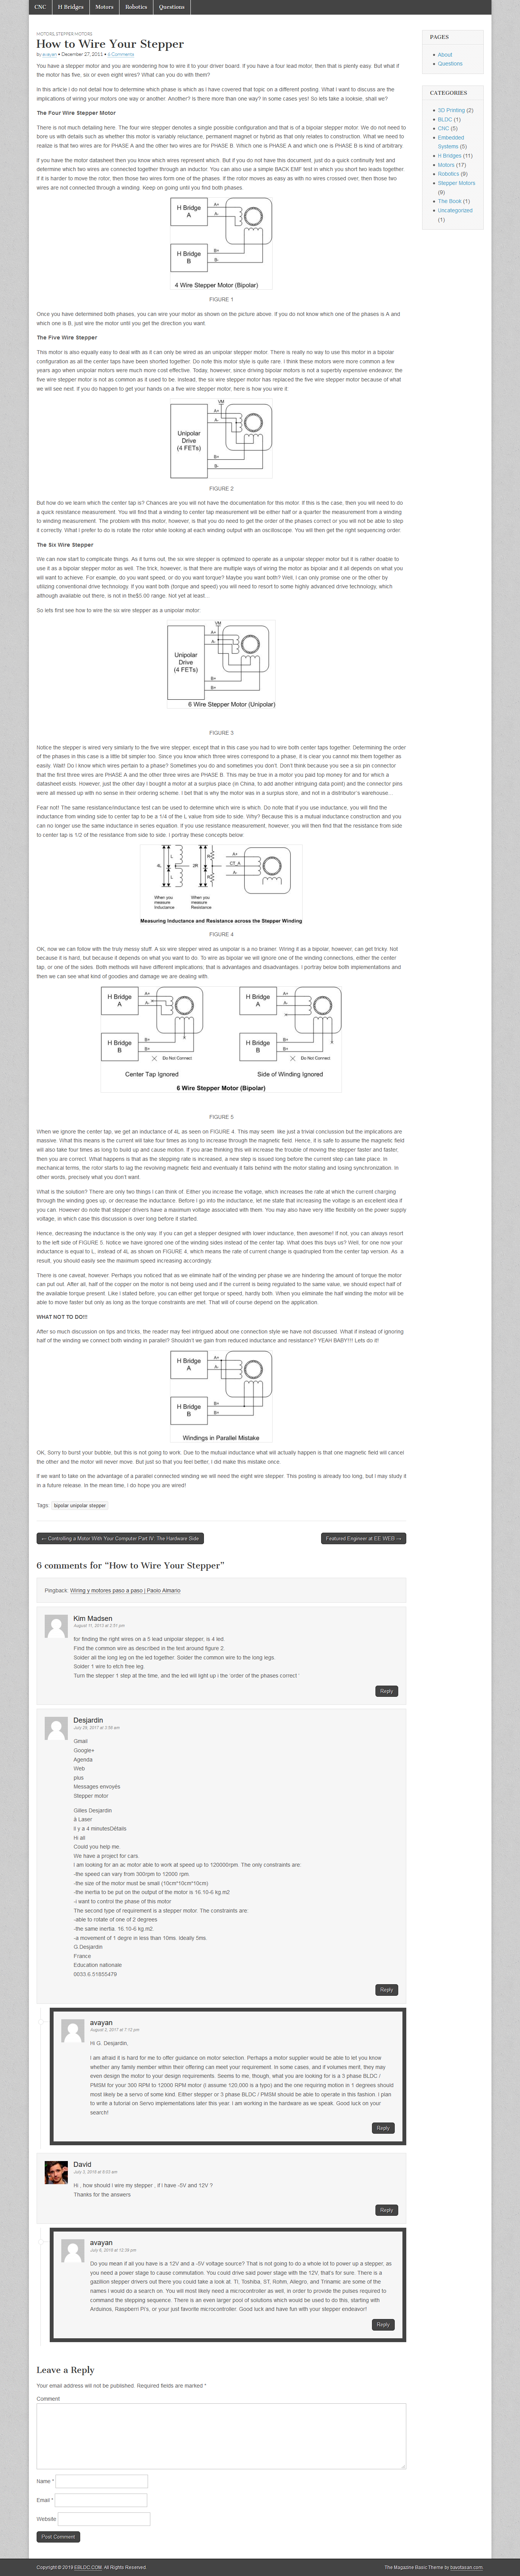 CNC
H Bridges
Motors
Robotics
Questions
MOTORS, STEPPER MOTORS
How to Wire Your Stepper
by avayan • December 27, 2011 • 6 Comments
You have a stepper motor and you are wondering how to wire it to your driver board. If you have a four lead motor, then that is plenty easy. But what if
the motor has five, six or even eight wires? What can you do with them?
In this article I do not detail how to determine which phase is which as I have covered that topic on a different posting. What I want to discuss are the
implications of wiring your motors one way or another? Is there more than one way? In some cases yes! So lets take a lookie, shall we?
The Four Wire Stepper Motor
There is not much detailing here. The four wire stepper denotes a single possible configuration and that is of a bipolar stepper motor. We do not need to
bore us with details such as whether this motor is variable reluctance, permanent magnet or hybrid as that only relates to construction. What we need to
realize is that two wires are for PHASE A and the other two wires are for PHASE B. Which one is PHASE A and which one is PHASE B is kind of arbitrary.
If you have the motor datasheet then you know which wires represent which. But if you do not have this document, just do a quick continuity test and
determine which two wires are connected together through an inductor. You can also use a simple BACK EMF test in which you short two leads together.
If it is harder to move the rotor, then those two wires form one of the phases. If the rotor moves as easy as with no wires crossed over, then those two
wires are not connected through a winding. Keep on going until you find both phases.
H Bridge
A
A+
A-
H Bridge
B
B+
B-
4 Wire Stepper Motor (Bipolar)
FIGURE 1
Once you have determined both phases, you can wire your motor as shown on the picture above. If you do not know which one of the phases is A and
which one is B, just wire the motor until you get the direction you want.
The Five Wire Stepper
This motor is also equally easy to deal with as it can only be wired as an unipolar stepper motor. There is really no way to use this motor in a bipolar
configuration as all the center taps have been shorted together. Do note this motor style is quite rare. I think these motors were more common a few
years ago when unipolar motors were much more cost effective. Today, however, since driving bipolar motors is not a superbly expensive endeavor, the
five wire stepper motor is not as common as it used to be. Instead, the six wire stepper motor has replaced the five wire stepper motor because of what
we will see next. If you do happen to get your hands on a five wire stepper motor, here is how you wire it:
VM
Unipolar
Drive
(4 FETs)
A+
A-
B+
B-
FIGURE 2
But how do we learn which the center tap is? Chances are you will not have the documentation for this motor. If this is the case, then you will need to do
a quick resistance measurement. You will find that a winding to center tap measurement will be either half or a quarter the measurement from a winding
to winding measurement. The problem with this motor, however, is that you do need to get the order of the phases correct or you will not be able to step
it correctly. What I prefer to do is rotate the rotor while looking at each winding output with an oscilloscope. You will then get the right sequencing order.
The Six Wire Stepper
We can now start to complicate things. As it turns out, the six wire stepper is optimized to operate as a unipolar stepper motor but it is rather doable to
use it as a bipolar stepper motor as well. The trick, however, is that there are multiple ways of wiring the motor as bipolar and it all depends on what you
will want to achieve. For example, do you want speed, or do you want torque? Maybe you want both? Well, I can only promise one or the other by
utilizing conventional drive technology. If you want both (torque and speed) you will need to resort to some highly advanced drive technology, which
although available out there, is not in the$5.00 range. Not yet at least…
So lets first see how to wire the six wire stepper as a unipolar motor:
VM
Unipolar
Drive
(4 FETs)
A+
A-
B+
B+
6 Wire Stepper Motor (Unipolar)
FIGURE 3
Notice the stepper is wired very similarly to the five wire stepper, except that in this case you had to wire both center taps together. Determining the order
of the phases in this case is a little bit simpler too. Since you know which three wires correspond to a phase, it is clear you cannot mix them together as
easily. Wait! Do I know which wires pertain to a phase? Sometimes you do and sometimes you don't. Don't think because you see a six pin connector
that the first three wires are PHASE A and the other three wires are PHASE B. This may be true in a motor you paid top money for and for which a
datasheet exists. However, just the other day I bought a motor at a surplus place (in China, to add another intriguing data point) and the connector pins
were all messed up with no sense in their ordering scheme. I bet that is why the motor was in a surplus store, and not in a distributor's warehouse…
Fear not! The same resistance/inductance test can be used to determine which wire is which. Do note that if you use inductance, you will find the
inductance from winding side to center tap to be a 1/4 of the L value from side to side. Why? Because this is a mutual inductance construction and you
can no longer use the same inductance in series equation. If you use resistance measurement, however, you will then find that the resistance from side
to center tap is 1/2 of the resistance from side to side. I portray these concepts below:
4L
L
L
2R
R
R
When you
measure
Inductance
When you
measure
Resistance
A+
CT_A
A-
Measuring Inductance and Resistance across the Stepper Winding
FIGURE 4
OK, now we can follow with the truly messy stuff. A six wire stepper wired as unipolar is a no brainer. Wiring it as a bipolar, however, can get tricky. Not
because it is hard, but because it depends on what you want to do. To wire as bipolar we will ignore one of the winding connections, either the center
tap, or one of the sides. Both methods will have different implications, that is advantages and disadvantages. I portray below both implementations and
then we can see what kind of goodies and damage we are dealing with.
H Bridge
A
A+
A-
H Bridge
B
B+
B+
Do Not Connect
Center Tap Ignored
H Bridge
A
A+
A-
H Bridge
B
B+
B+
Do Not Connect
Side of Winding Ignored
6 Wire Stepper Motor (Bipolar)
FIGURE 5
When we ignore the center tap, we get an inductance of 4L as seen on FIGURE 4. This may seem like just a trivial conclussion but the implications are
massive. What this means is the current will take four times as long to increase through the magnetic field. Hence, it is safe to assume the magnetic field
will also take four times as long to build up and cause motion. If you area thinking this will increase the trouble of moving the stepper faster and faster,
then you are correct. What happens is that as the stepping rate is increased, a new step is issued long before the current step can take place. In
mechanical terms, the rotor starts to lag the revolving magnetic field and eventually it falls behind with the motor stalling and losing synchronization. In
other words, precisely what you don't want.
What is the solution? There are only two things I can think of. Either you increase the voltage, which increases the rate at which the current charging
through the winding goes up, or decrease the inductance. Before I go into the inductance, let me state that increasing the voltage is an excellent idea if
you can. However do note that stepper drivers have a maximum voltage associated with them. You may also have very little flexibility on the power supply
voltage, in which case this discussion is over long before it started.
Hence, decreasing the inductance is the only way. If you can get a stepper designed with lower inductance, then awesome! If not, you can always resort
to the left side of FIGURE 5. Notice we have ignored one of the winding sides instead of the center tap. What does this buys us? Well, for one now your
inductance is equal to L, instead of 4L as shown on FIGURE 4, which means the rate of current change is quadrupled from the center tap version. As a
result, you should easily see the maximum speed increasing accordingly.
There is one caveat, however. Perhaps you noticed that as we eliminate half of the winding per phase we are hindering the amount of torque the motor
can put out. After all, half of the copper on the motor is not being used and if the current is being regulated to the same value, we should expect half of
the available torque present. Like I stated before, you can either get torque or speed, hardly both. When you eliminate the half winding the motor will be
able to move faster but only as long as the torque constraints are met. That will of course depend on the application.
WHAT NOT TO DO!!!
After so much discussion on tips and tricks, the reader may feel intrigued about one connection style we have not discussed. What if instead of ignoring
half of the winding we connect both winding in parallel? Shouldn't we gain from reduced inductance and resistance? YEAH BABY!!!! Lets do it!
H Bridge
A
A+
A-
H Bridge
B
B+
B+
Windings in Parallel Mistake
OK, Sorry to burst your bubble, but this is not going to work. Due to the mutual inductance what will actually happen is that one magnetic field will cancel
the other and the motor will never move. But just so that you feel better, I did make this mistake once.
If we want to take on the advantage of a parallel connected winding we will need the eight wire stepper. This posting is already too long, but I may study it
in a future release. In the mean time, I do hope you are wired!
Tags: bipolar unipolar stepper
← Controlling a Motor With Your Computer Part IV: The Hardware Side
Featured Engineer at EE WEB →
6 comments for “How to Wire Your Stepper”
Pingback: Wiring y motores paso a paso | Paolo Almario
Kim Madsen
August 11, 2013 at 2:51 pm
for finding the right wires on a 5 lead unipolar stepper, is 4 led.
Find the common wire as described in the text around figure 2.
Solder all the long leg on the led together. Solder the common wire to the long legs.
Solder 1 wire to etch free leg.
Turn the stepper 1 step at the time, and the led will light up i the 'order of the phases correct '
Reply
Desjardin
July 28, 2017 at 3:58 am
Gmail
Google+
Agenda
Web
plus
Messages envoyés
Stepper motor
Gilles Desjardin
à Laser
Il y a 4 minutesDétails
Hi all
Could you help me.
We have a project for cars.
I am looking for an ac motor able to work at speed up to 120000rpm. The only constraints are:
-the speed can vary from 300rpm to 12000 rpm
-the size of the motor must be small (10cm*10cm*10cm).
-the inertia to be put on the output of the motor is 16.10-6 kg.m2
-i want to control the phase of this motor
The second type of requirement is a stepper motor. The constraints are:
-able to rotate of one of 2 degrees
-the same inertia: 16.10-6 kg.m2.
-a movement of 1 degre in less than 10ms. Ideally 5ms.
G.Desjardin
France
Education nationale
0033.6.51855479
Reply
avayan
August 2, 2017 at 7:12 pm
Hi G. Desjardin,
I am afraid it is hard for me to offer guidance on motor selection. Perhaps a motor supplier would be able to let you know
whether any family member within their offering can meet your requirement. In some cases, and if volumes merit, they may
even design the motor to your design requirements. Seems to me, though, what you are looking for is a 3 phase BLDC /
PMSM for your 300 RPM to 12000 RPM motor (I assume 120,000 is a typo) and the one requiring motion in 1 degrees should
most likely be a servo of some kind. Either stepper or 3 phase BLDC / PMSM should be able to operate in this fashion. I plan
to write a tutorial on Servo implementations later this year. I am working in the hardware as we speak. Good luck on your
search!
Reply
David
July 3, 2018 at 8:03 am
Hi , how should I wire my stepper , if i have -5V and 12V ?
Thanks for the answers
Reply
avayan
July 9, 2018 at 12:28 pm
Do you mean if all you have is a 12V and a -5V voltage source? That is not going to do a whole lot to power up a stepper, as
you need a power stage to cause commutation. You could drive said power stage with the 12V, that's for sure. There is a
gazillion stepper drivers out there you could take a look at. TI, Toshiba, ST, Rohm, Allegro, and Trinamic are some of the
names I would do a search on. You will most likely need a microcontroller as well, in order to provide the pulses required to
command the stepping sequence. There is an even larger pool of solutions which would be used to do this, starting with
Arduinos, Raspberri Pi's, or your just favorite microcontroller. Good luck and have fun with your stepper endeavor!!
Reply
Leave a Reply
Your email address will not be published. Required fields are marked *
Comment
Name *
Email *
Website
Post Comment
PAGES
About
Questions
CATEGORIES
3D Printing (2)
BLDC (1)
CNC (5)
Embedded
Systems (5)
H Bridges (11)
Motors (17)
Robotics (9)
Stepper Motors
(9)
The Book (1)
Uncategorized
(1)
Copyright © 2019 EBLDC.COM. All Rights Reserved.
The Magazine Basic Theme by bavotasan.com.